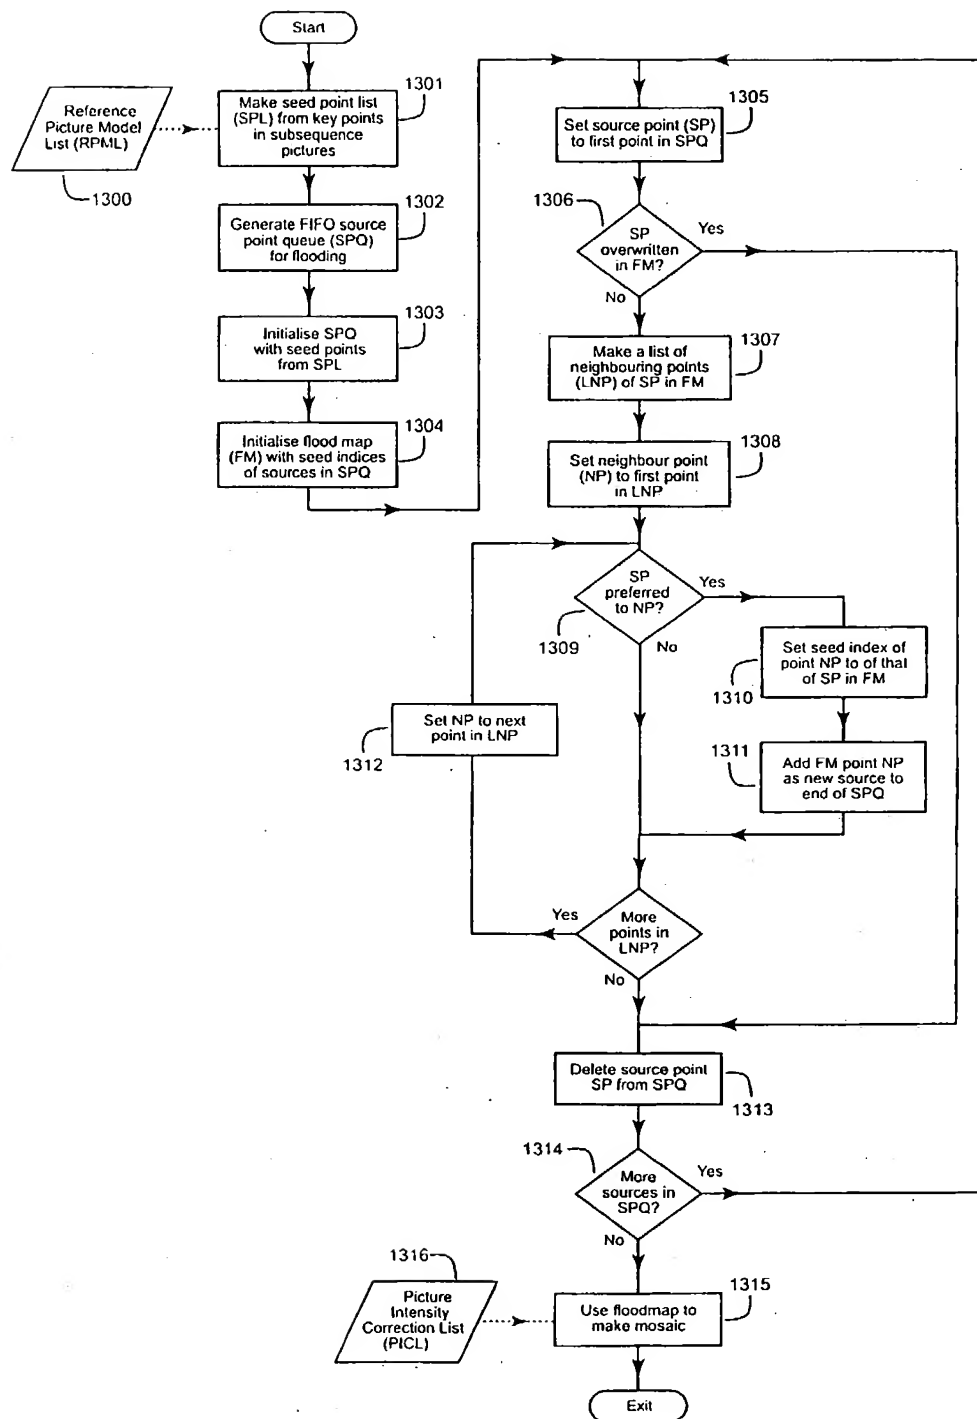 Start
1301
Reference
Picture Model
List (RPML)
1300
Make seed point list
(SPL) from key points
in subsequence
pictures
1302
Generate FIFO source
point queue (SPQ)
for flooding
1303
Initialise SPQ
with seed points
from SPL
1304
Initialise flood map
(FM) with seed indices
of sources in SPQ
1305
Set source point (SP)
to first point in SPQ
1306
SP
overwritten
in FM?
Yes
No
1307
Make a list of
neighbouring points
(LNP) of SP in FM
1308
Set neighbour point
(NP) to first point
in LNP
SP
preferred
to NP?
Yes
1309
No
Set seed index of
point NP to of that
of SP in FM
1310
1311
Add FM point NP
as new source to
end of SPQ
Set NP to next
point in LNP
1312
Yes
More
points in
LNP?
No
Delete source point
SP from SPQ
1313
1314
More
sources in
SPQ?
Yes
No
1316
Picture
Intensity
Correction List
(PICL)
1315
Use floodmap to
make mosaic
Exit